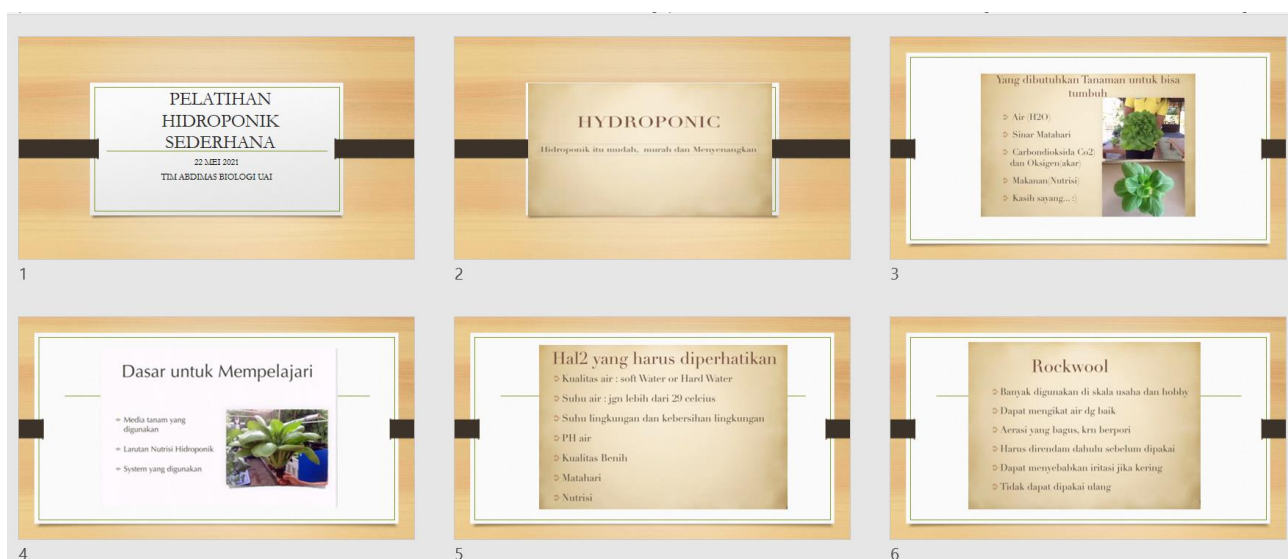 PELATIHAN
HIDROPONIK
SEDERHANA
22 MEI 2021
TIM ABDIMAS BIOLOGI UAI
1
HYDROPONIC
Hidroponik itu mudah, murah dan Menyenangkan
2
Yang dibutuhkan Tanaman untuk bisa
tumbuh
Air (H2O)
Sinar Matahari
Carbondioksida Co2)
dan Oksigen(akar)
Makanan(Nutrisi)
Kasih sayang... :)
3
Dasar untuk Mempelajari
Media tanam yang
digunakan
Larutan Nutrisi Hidroponik
System yang digunakan
4
Hal2 yang harus diperhatikan
Kualitas air : soft Water or Hard Water
Suhu air : jgn lebih dari 29 celcius
Suhu lingkungan dan kebersihan lingkungan
PH air
Kualitas Benih
Matahari
Nutrisi
5
Rockwool
Banyak digunakan di skala usaha dan hobby
Dapat mengikat air dg baik
Aerasi yang bagus, krn berpori
Harus direndam dahulu sebelum dipakai
Dapat menyebabkan iritasi jika kering
Tidak dapat dipakai ulang
6